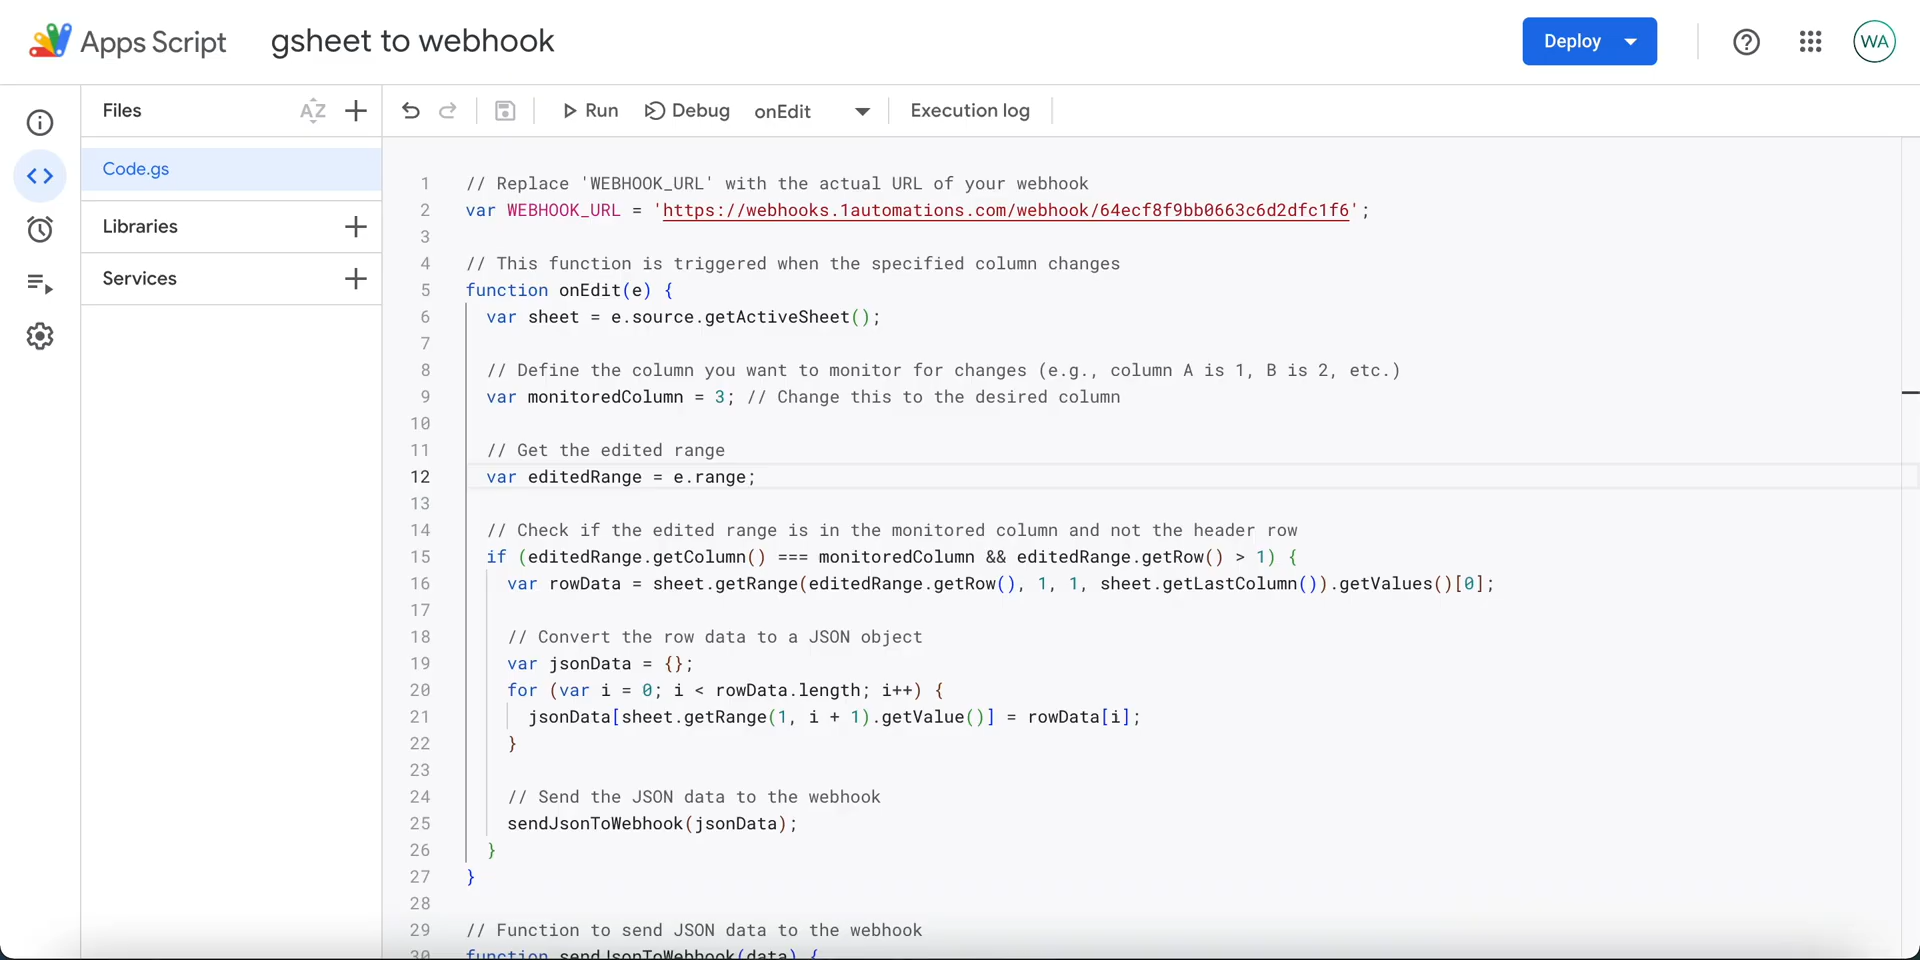 Apps Script
gsheet to webhook
Deploy
WA
Files
AZ
Run
Debug
onEdit
Execution log
Code.gs
Libraries
Services
1 // Replace 'WEBHOOK_URL' with the actual URL of your webhook
2 var WEBHOOK_URL = 'https://webhooks.1automations.com/webhook/64ecf8f9bb0663c6d2dfc1f6';
3
4 // This function is triggered when the specified column changes
5 function onEdit(e) {
6 var sheet = e.source.getActiveSheet();
7
8 // Define the column you want to monitor for changes (e.g., column A is 1, B is 2, etc.)
9 var monitoredColumn = 3; // Change this to the desired column
10
11 // Get the edited range
12 var editedRange = e.range;
13
14 // Check if the edited range is in the monitored column and not the header row
15 if (editedRange.getColumn() === monitoredColumn && editedRange.getRow() > 1) {
16 var rowData = sheet.getRange(editedRange.getRow(), 1, 1, sheet.getLastColumn()).getValues()[0];
17
18 // Convert the row data to a JSON object
19 var jsonData = {};
20 for (var i = 0; i < rowData.length; i++) {
21 jsonData[sheet.getRange(1, i + 1).getValue()] = rowData[i];
22 }
23
24 // Send the JSON data to the webhook
25 sendJsonToWebhook(jsonData);
26 }
27 }
28
29 // Function to send JSON data to the webhook
30 function sendJsonToWebhook(data) {